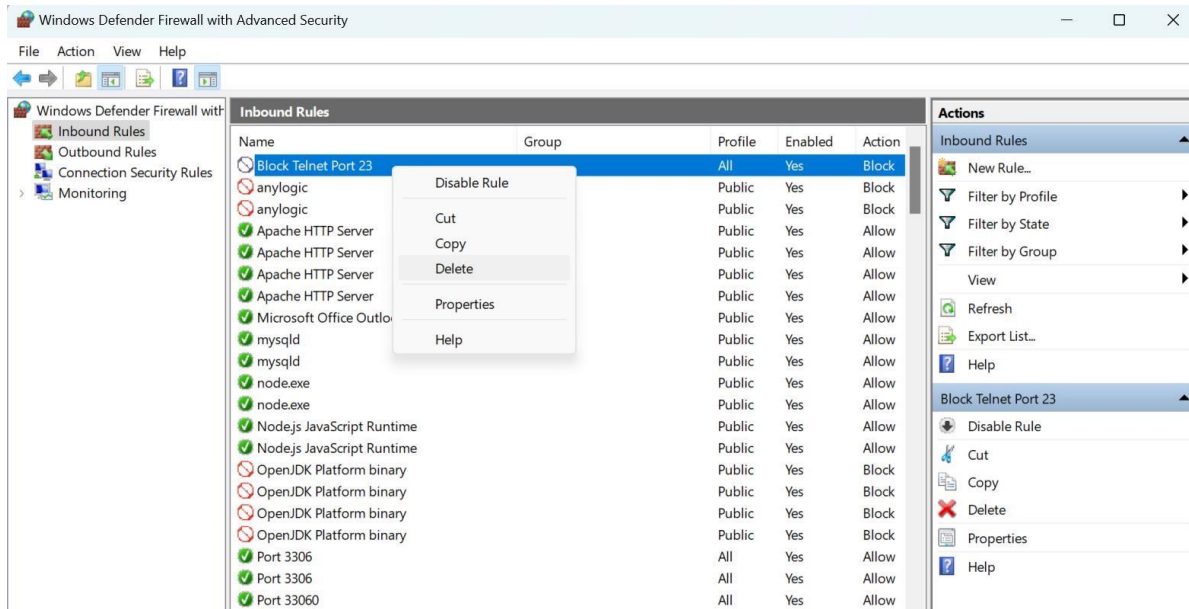 Windows Defender Firewall with Advanced Security
File Action View Help
Windows Defender Firewall with
Inbound Rules
Outbound Rules
Connection Security Rules
Monitoring
Inbound Rules
Name Group Profile Enabled Action
Block Telnet Port 23 All Yes Block
anylogic Public Yes Block
anylogic Public Yes Block
Apache HTTP Server Public Yes Allow
Apache HTTP Server Public Yes Allow
Apache HTTP Server Public Yes Allow
Apache HTTP Server Public Yes Allow
Microsoft Office Outlo Public Yes Allow
mysqld Public Yes Allow
mysqld Public Yes Allow
node.exe Public Yes Allow
node.exe Public Yes Allow
Node.js JavaScript Runtime Public Yes Allow
Node.js JavaScript Runtime Public Yes Allow
OpenJDK Platform binary Public Yes Block
OpenJDK Platform binary Public Yes Block
OpenJDK Platform binary Public Yes Block
OpenJDK Platform binary Public Yes Block
Port 3306 All Yes Allow
Port 3306 All Yes Allow
Port 33060 All Yes Allow
Disable Rule
Cut
Copy
Delete
Properties
Help
Actions
Inbound Rules
New Rule...
Filter by Profile
Filter by State
Filter by Group
View
Refresh
Export List...
Help
Block Telnet Port 23
Disable Rule
Cut
Copy
Delete
Properties
Help